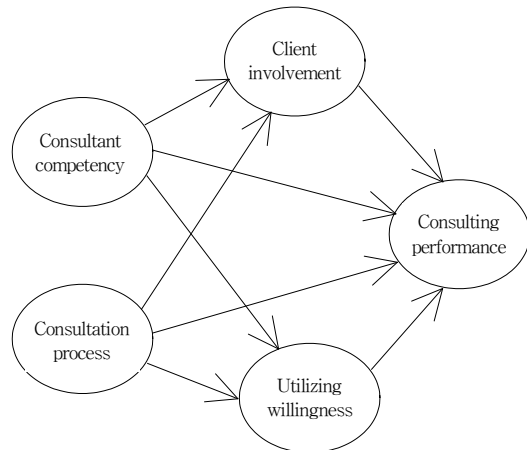 Client
involvement
Consultant
competency
Consulting
performance
Consultation
process
Utilizing
willingness